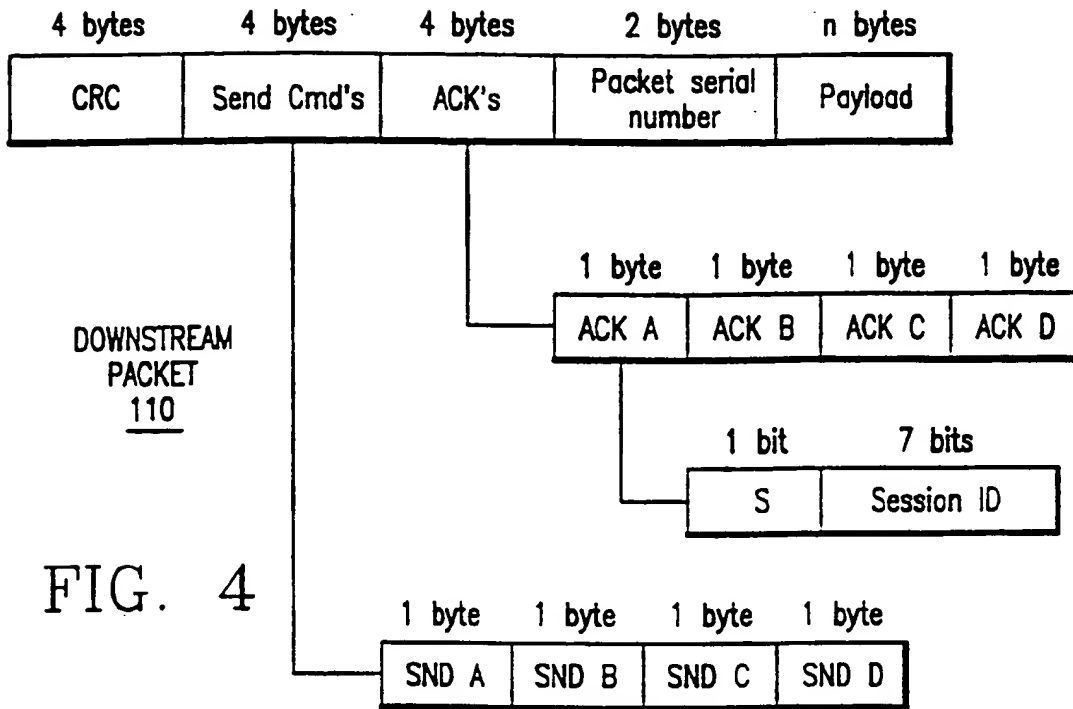 4 bytes 4 bytes 4 bytes 2 bytes n bytes
CRC Send Cmd's ACK's Packet serial number Payload
1 byte 1 byte 1 byte 1 byte
ACK A ACK B ACK C ACK D
DOWNSTREAM
PACKET
110
1 bit 7 bits
S Session ID
FIG. 4
1 byte 1 byte 1 byte 1 byte
SND A SND B SND C SND D